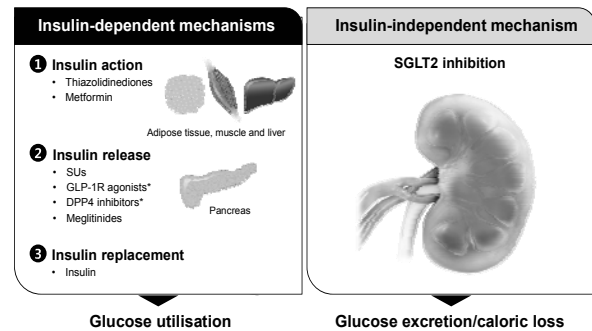 Insulin-dependent mechanisms
1 Insulin action
• Thiazolidinediones
• Metformin
Adipose tissue, muscle and liver
2 Insulin release
• SUs
• GLP-1R agonists*
• DPP4 inhibitors*
• Meglitinides
Pancreas
3 Insulin replacement
• Insulin
Glucose utilisation
Insulin-independent mechanism
SGLT2 inhibition
Glucose excretion/caloric loss